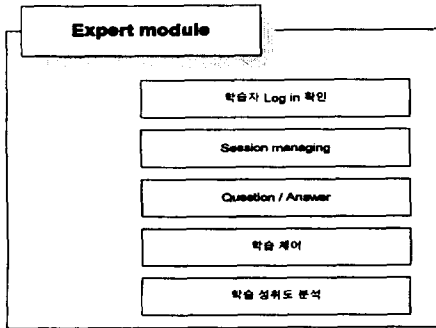 Expert module
학습자 Log in 확인
Session managing
Question / Answer
학습 제어
학습 성취도 분석